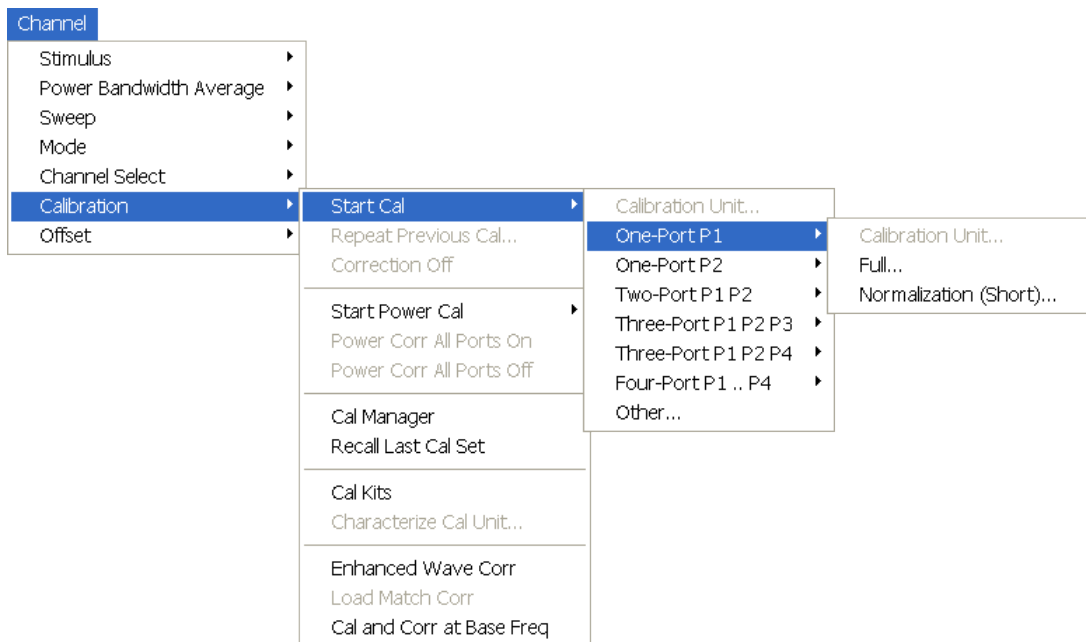 Channel
Stimulus
Power Bandwidth Average
Sweep
Mode
Channel Select
Calibration
Offset
Start Cal
Repeat Previous Cal...
Correction Off
Start Power Cal
Power Corr All Ports On
Power Corr All Ports Off
Cal Manager
Recall Last Cal Set
Cal Kits
Characterize Cal Unit...
Enhanced Wave Corr
Load Match Corr
Cal and Corr at Base Freq
Calibration Unit...
One-Port P1
One-Port P2
Two-Port P1 P2
Three-Port P1 P2 P3
Three-Port P1 P2 P4
Four-Port P1 .. P4
Other...
Calibration Unit...
Full...
Normalization (Short)...